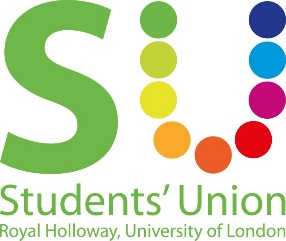 SU
Students' Union
Royal Holloway, University of London